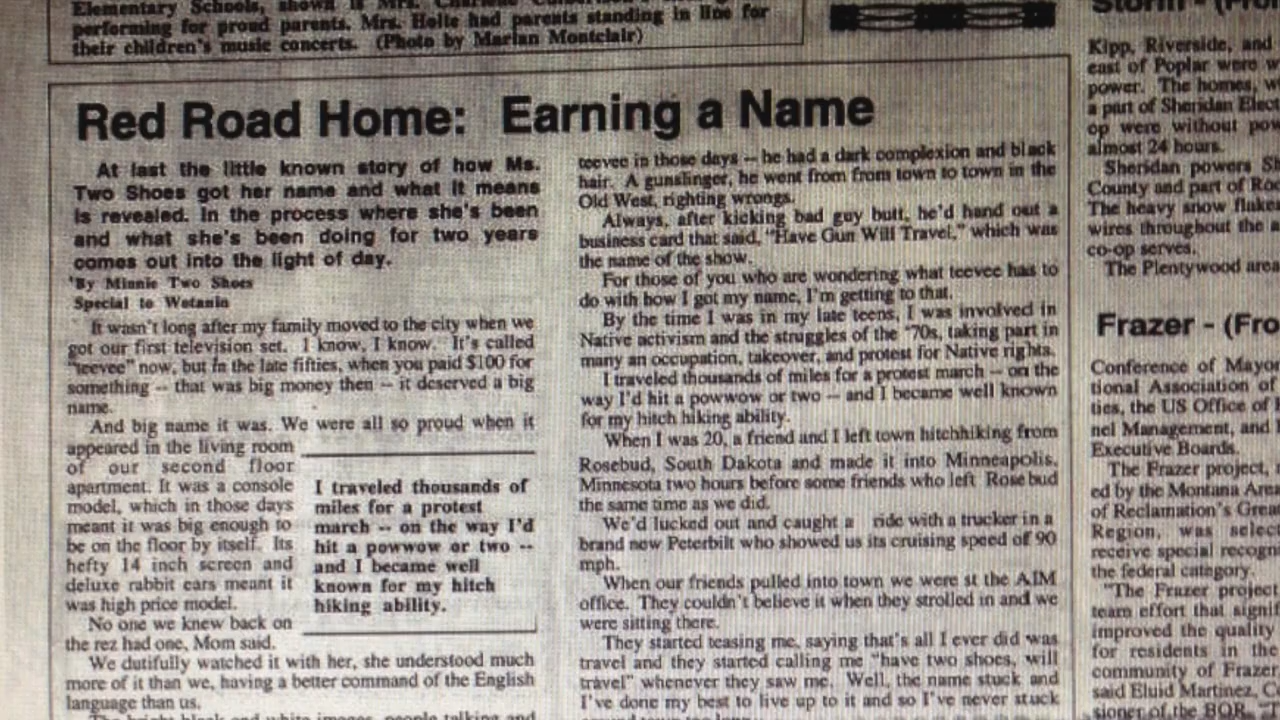 Elementary Schools, shown is Mrs.
performing for proud parents. Mrs. Holte had parents standing in line for
their children's music concerts. (Photo by Marlan Montclair)
Red Road Home: Earning a Name
At last the little known story of how Ms.
Two Shoes got her name and what it means
is revealed. In the process where she's been
and what she's been doing for two years
comes out into the light of day.
'By Minnie Two Shoes
Special to Wotanin
It wasn't long after my family moved to the city when we
got our first television set. I know, I know. It's called
"teevee" now, but in the late fifties, when you paid $100 for
something -- that was big money then -- it deserved a big
name.
And big name it was. We were all so proud when it
appeared in the living room
of our second floor
apartment. It was a console
model, which in those days
meant it was big enough to
be on the floor by itself. Its
hefty 14 inch screen and
deluxe rabbit ears meant it
was high price model.
No one we knew back on
the rez had one, Mom said.
We dutifully watched it with her, she understood much
more of it than we, having a better command of the English
language than us.
The bright black and white images, people talking and
I traveled thousands of
miles for a protest
march -- on the way I'd
hit a powwow or two --
and I became well
known for my hitch
hiking ability.
teevee in those days -- he had a dark complexion and black
hair. A gunslinger, he went from from town to town in the
Old West, righting wrongs.
Always, after kicking bad guy butt, he'd hand out a
business card that said, "Have Gun Will Travel," which was
the name of the show.
For those of you who are wondering what teevee has to
do with how I got my name, I'm getting to that.
By the time I was in my late teens, I was involved in
Native activism and the struggles of the '70s, taking part in
many an occupation, takeover, and protest for Native rights.
I traveled thousands of miles for a protest march -- on the
way I'd hit a powwow or two -- and I became well known
for my hitch hiking ability.
When I was 20, a friend and I left town hitchhiking from
Rosebud, South Dakota and made it into Minneapolis,
Minnesota two hours before some friends who left Rosebud
the same time as we did.
We'd lucked out and caught a ride with a trucker in a
brand new Peterbilt who showed us its cruising speed of 90
mph.
When our friends pulled into town we were st the AIM
office. They couldn't believe it when they strolled in and we
were sitting there.
They started teasing me, saying that's all I ever did was
travel and they started calling me "have two shoes, will
travel" whenever they saw me. Well, the name stuck and
I've done my best to live up to it and so I've never stuck
Storm - (Fro
Kipp, Riverside, and
east of Poplar were w
power. The homes, w
a part of Sheridan Elect
op were without pow
almost 24 hours.
Sheridan powers Sh
County and part of Roo
The heavy snow flakes
wires throughout the a
co-op serves.
The Plentywood area
Frazer - (Fro
Conference of Mayor
tional Association of
ties, the US Office of
nel Management, and
Executive Boards.
The Frazer project,
ed by the Montana Area
of Reclamation's Great
Region, was select
receive special recogn
the federal category.
"The Frazer project
team effort that signif
improved the quality
for residents in the
community of Frazer,
said Eluid Martinez, C
sioner of the BOR. "T